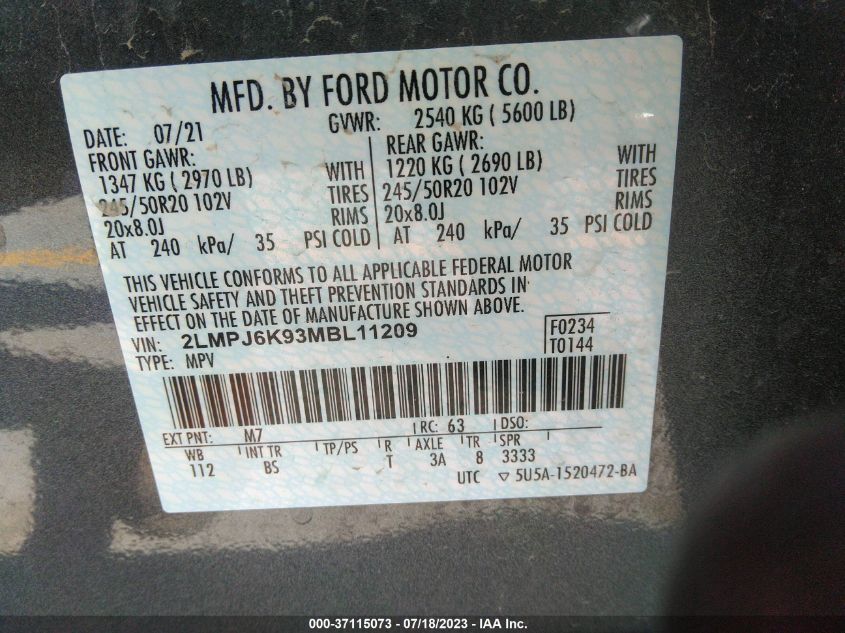 MFD. BY FORD MOTOR CO.
DATE: 07/21 GVWR: 2540 KG ( 5600 LB)
FRONT GAWR: REAR GAWR:
1347 KG ( 2970 LB) WITH 1220 KG ( 2690 LB) WITH
245/50R20 102V TIRES 245/50R20 102V TIRES
20x8.0J RIMS 20x8.0J RIMS
AT 240 kPa/ 35 PSI COLD AT 240 kPa/ 35 PSI COLD
THIS VEHICLE CONFORMS TO ALL APPLICABLE FEDERAL MOTOR
VEHICLE SAFETY AND THEFT PREVENTION STANDARDS IN
EFFECT ON THE DATE OF MANUFACTURE SHOWN ABOVE.
VIN: 2LMPJ6K93MBL11209 F0234
TYPE: MPV T0144
EXT PNT: M7 RC: 63 DSO:
WB INT TR TP/PS R AXLE TR SPR
112 BS T 3A 8 3333
UTC ▽ 5U5A-1520472-BA
000-37115073 - 07/18/2023 - IAA Inc.